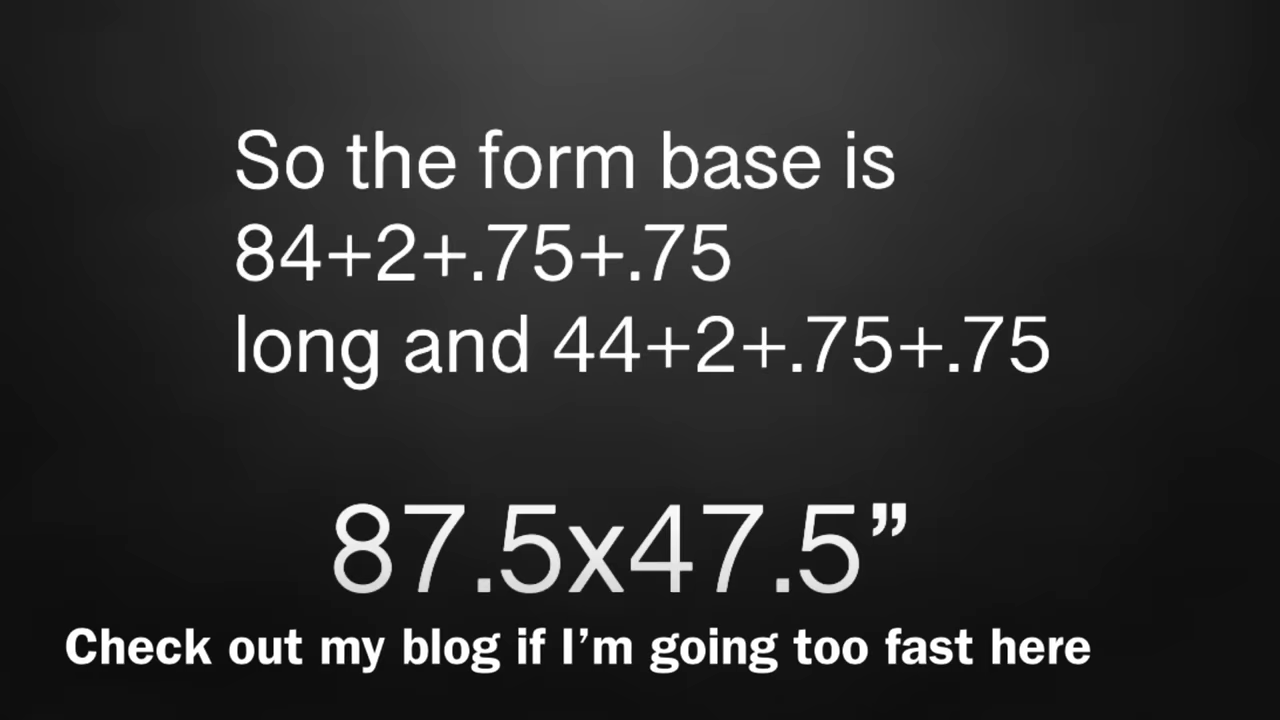 So the form base is
84+2+.75+.75
long and 44+2+.75+.75
87.5x47.5”
Check out my blog if I’m going too fast here